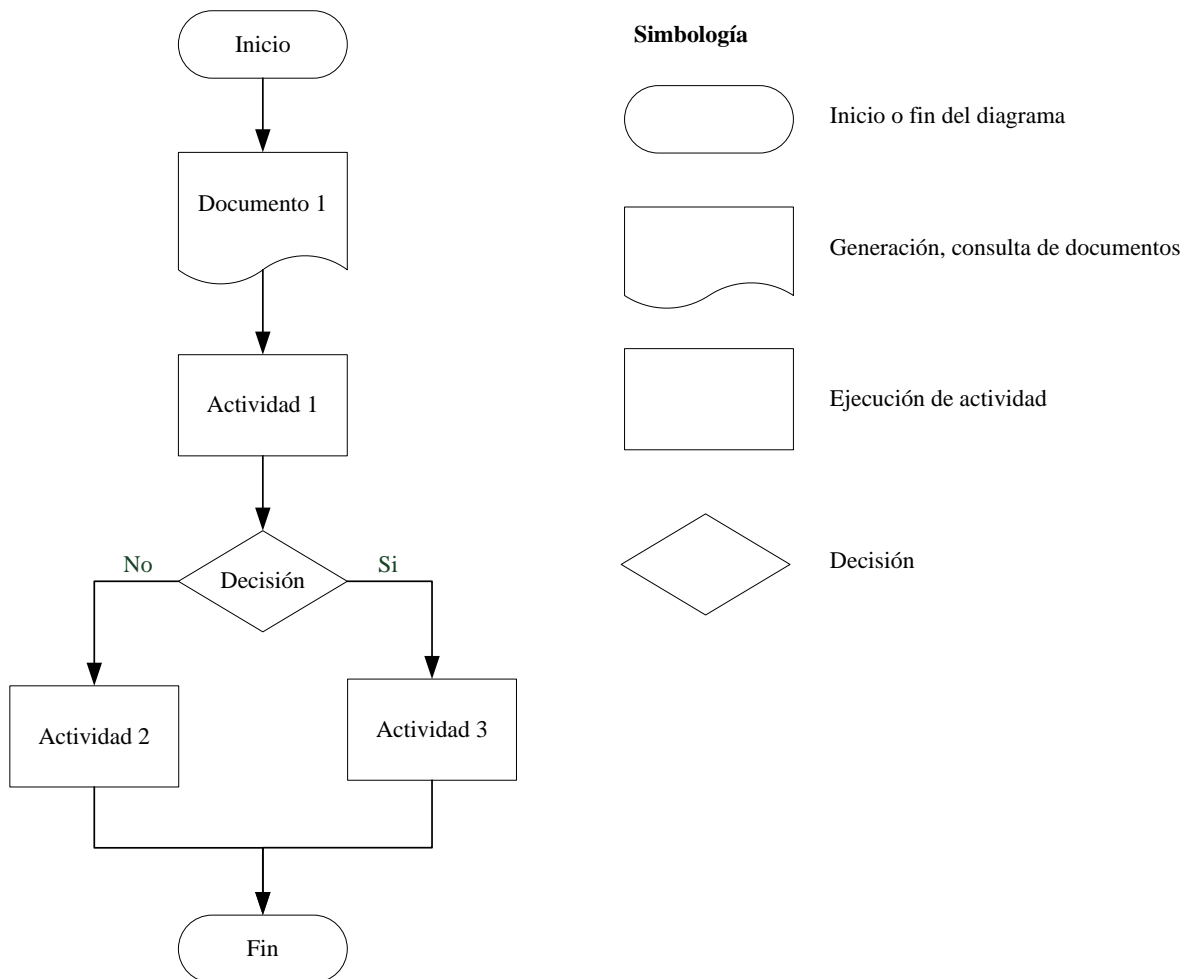 Inicio
Documento 1
Actividad 1
Decisión
No
Si
Actividad 2
Actividad 3
Fin
Simbología
Inicio o fin del diagrama
Generación, consulta de documentos
Ejecución de actividad
Decisión